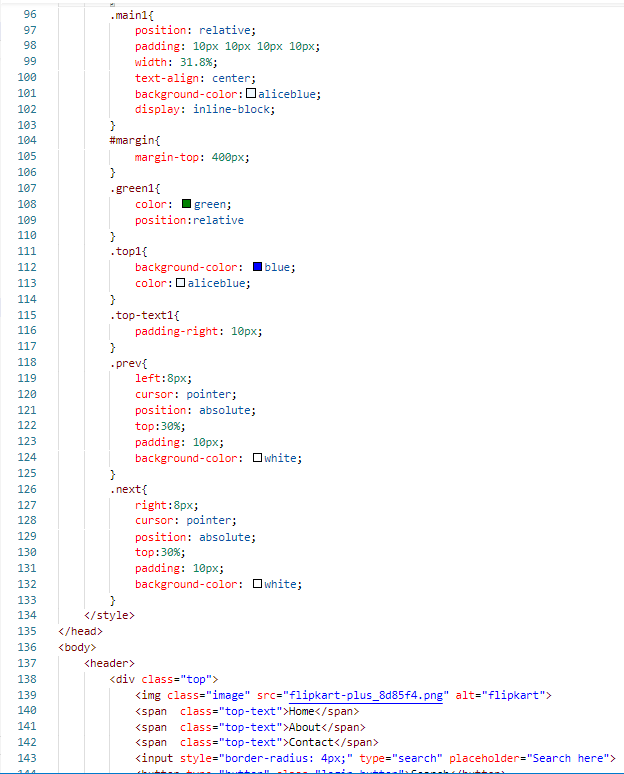 96 .main1{
97 position: relative;
98 padding: 10px 10px 10px 10px;
99 width: 31.8%;
100 text-align: center;
101 background-color:aliceblue;
102 display: inline-block;
103 }
104 #margin{
105 margin-top: 400px;
106 }
107 .green1{
108 color: green;
109 position:relative
110 }
111 .top1{
112 background-color: blue;
113 color:aliceblue;
114 }
115 .top-text1{
116 padding-right: 10px;
117 }
118 .prev{
119 left:8px;
120 cursor: pointer;
121 position: absolute;
122 top:30%;
123 padding: 10px;
124 background-color: white;
125 }
126 .next{
127 right:8px;
128 cursor: pointer;
129 position: absolute;
130 top:30%;
131 padding: 10px;
132 background-color: white;
133 }
134 </style>
135 </head>
136 <body>
137 <header>
138 <div class="top">
139 <img class="image" src="flipkart-plus_8d85f4.png" alt="flipkart">
140 <span  class="top-text">Home</span>
141 <span  class="top-text">About</span>
142 <span  class="top-text">Contact</span>
143 <input style="border-radius: 4px;" type="search" placeholder="Search here">